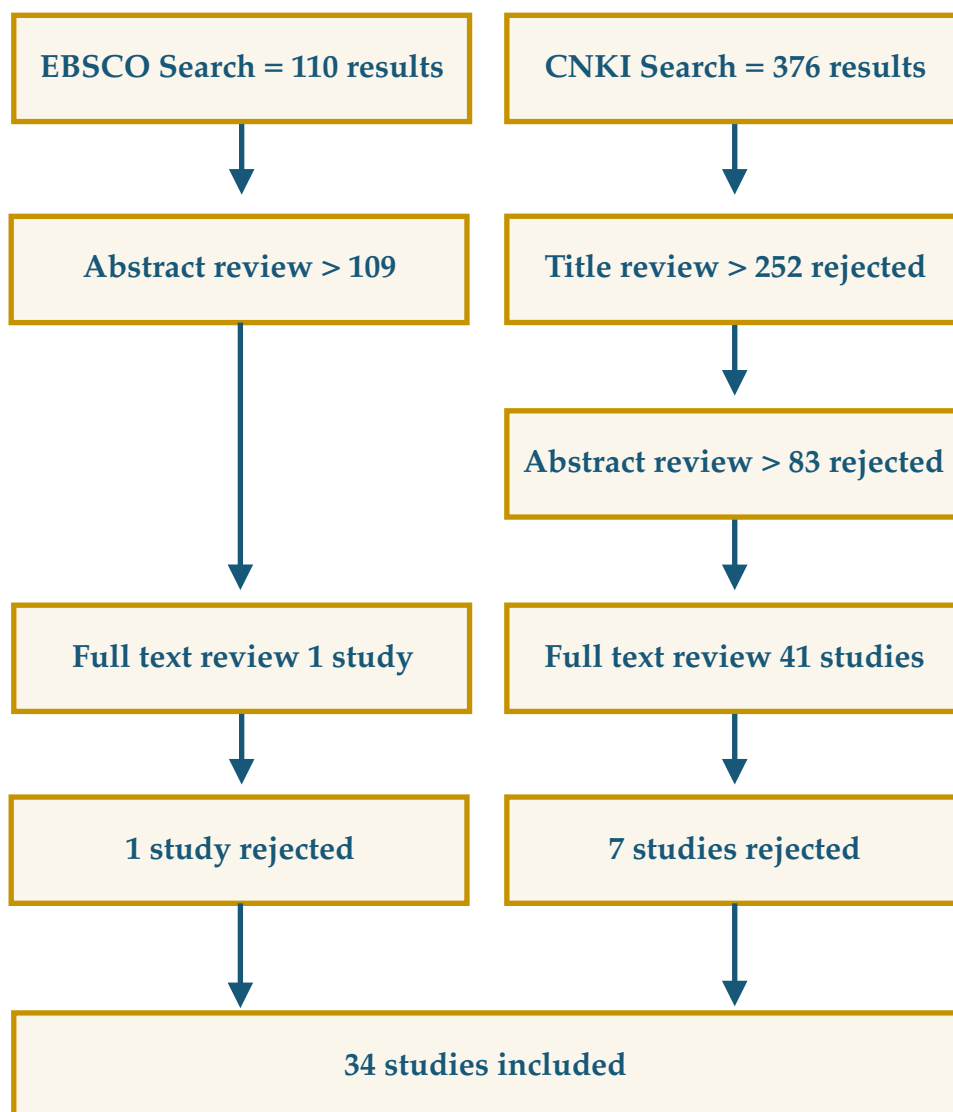 EBSCO Search = 110 results
CNKI Search = 376 results
Abstract review > 109
Title review > 252 rejected
Abstract review > 83 rejected
Full text review 1 study
Full text review 41 studies
1 study rejected
7 studies rejected
34 studies included